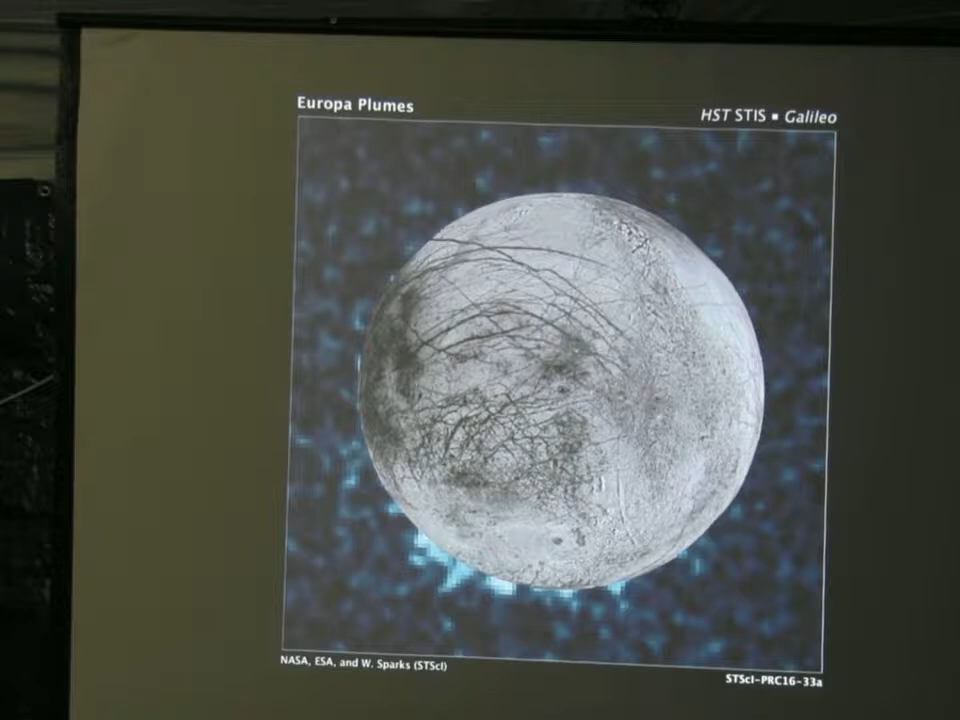 Europa Plumes
HST STIS ▪ Galileo
NASA, ESA, and W. Sparks (STScI)
STScI-PRC16-33a